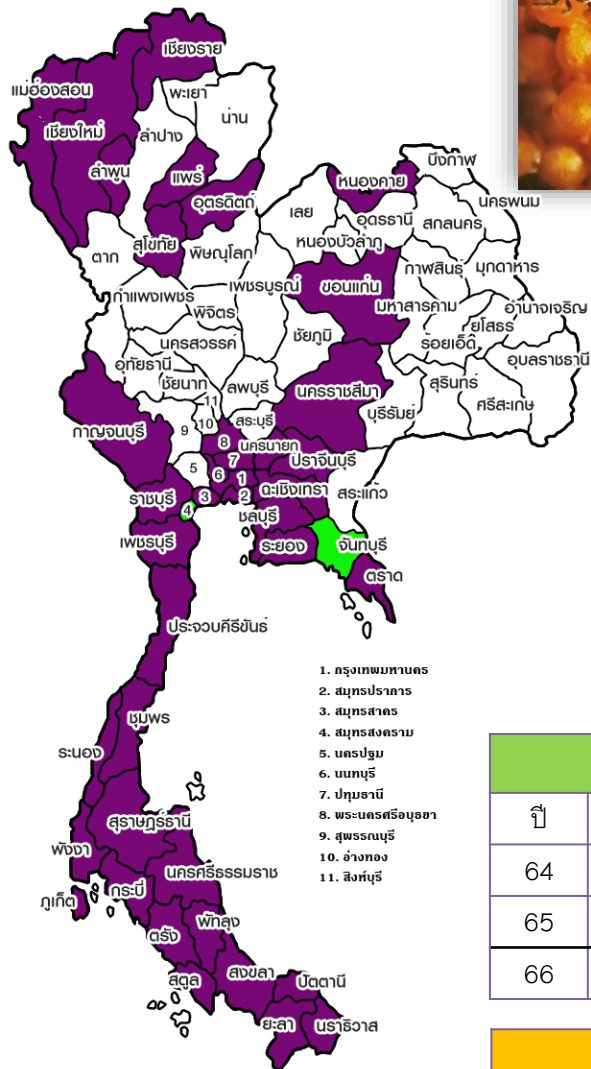 เชียงราย
แม่ฮ่องสอน
พะเยา
น่าน
เชียงใหม่
ลำปาง
ลำพูน
แพร่
อุตรดิตถ์
หนองคาย
บึงกาฬ
นครพนม
เลย
อุดรธานี
สกลนคร
ตาก
สุโขทัย
พิษณุโลก
หนองบัวลำภู
กาฬสินธุ์
มุกดาหาร
กำแพงเพชร
พิจิตร
เพชรบูรณ์
ขอนแก่น
มหาสารคาม
อำนาจเจริญ
ยโสธร
ร้อยเอ็ด
นครสวรรค์
ชัยภูมิ
อุบลราชธานี
อุทัยธานี
ชัยนาท
ลพบุรี
นครราชสีมา
บุรีรัมย์
สุรินทร์
ศรีสะเกษ
11
10
9
สระบุรี
กาญจนบุรี
8
นครนายก
7
ปราจีนบุรี
5
6
1
2
3
4
ฉะเชิงเทรา
สระแก้ว
ราชบุรี
ชลบุรี
เพชรบุรี
ระยอง
จันทบุรี
ตราด
ประจวบคีรีขันธ์
ชุมพร
ระนอง
สุราษฎร์ธานี
พังงา
กระบี่
นครศรีธรรมราช
ภูเก็ต
ตรัง
พัทลุง
สตูล
สงขลา
ปัตตานี
ยะลา
นราธิวาส
1. กรุงเทพมหานคร
2. สมุทรปราการ
3. สมุทรสาคร
4. สมุทรสงคราม
5. นครปฐม
6. นนทบุรี
7. ปทุมธานี
8. พระนครศรีอยุธยา
9. สุพรรณบุรี
10. อ่างทอง
11. สิงห์บุรี
ปี
64
65
66